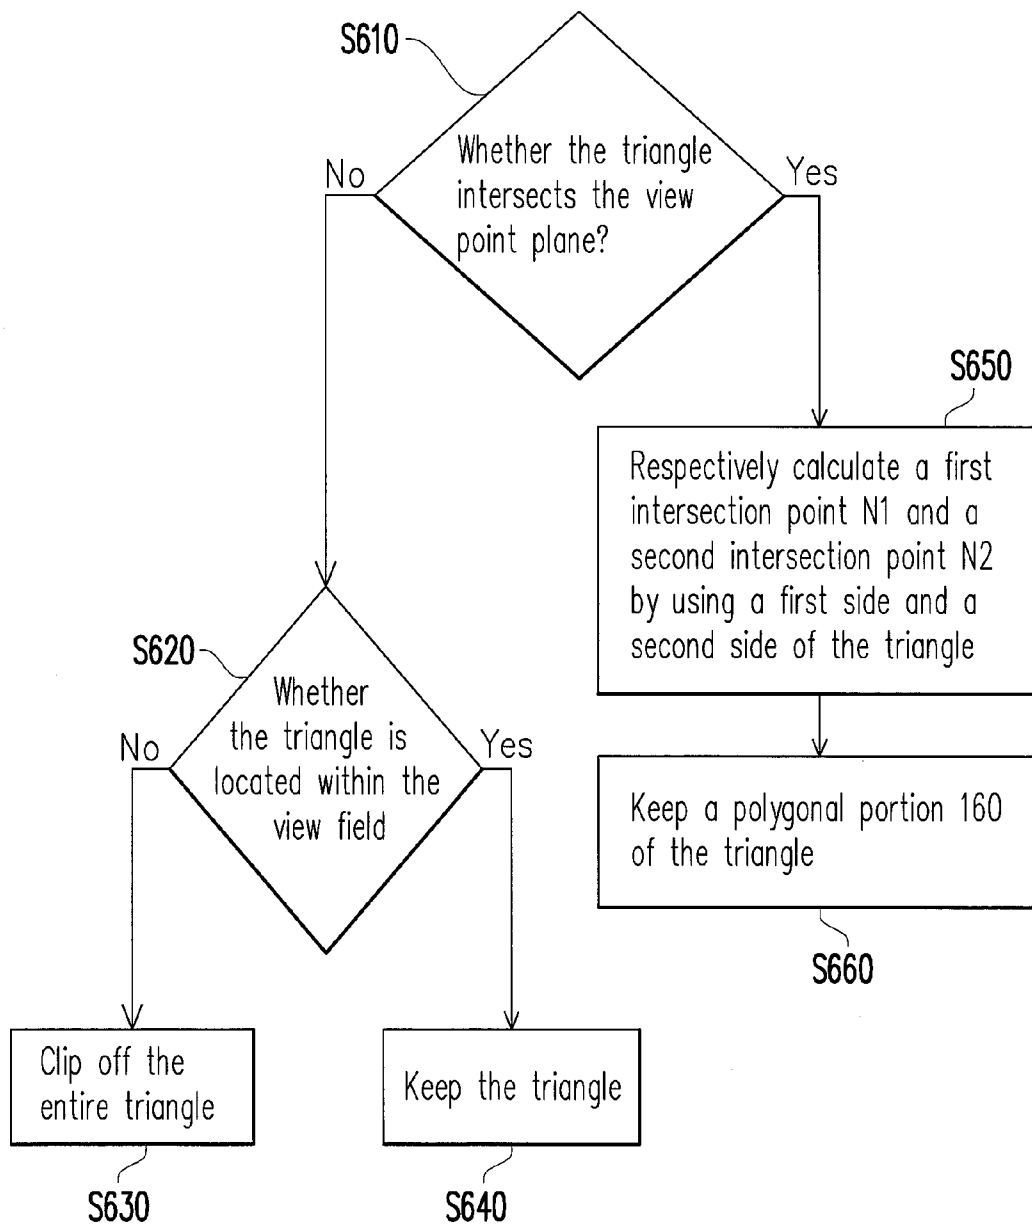 S610
Whether the triangle
intersects the view
point plane?
No
Yes
S650
Respectively calculate a first
intersection point N1 and a
second intersection point N2
by using a first side and a
second side of the triangle
S620
Whether
the triangle is
located within the
view field
No
Yes
Keep a polygonal portion 160
of the triangle
S660
Clip off the
entire triangle
Keep the triangle
S630
S640